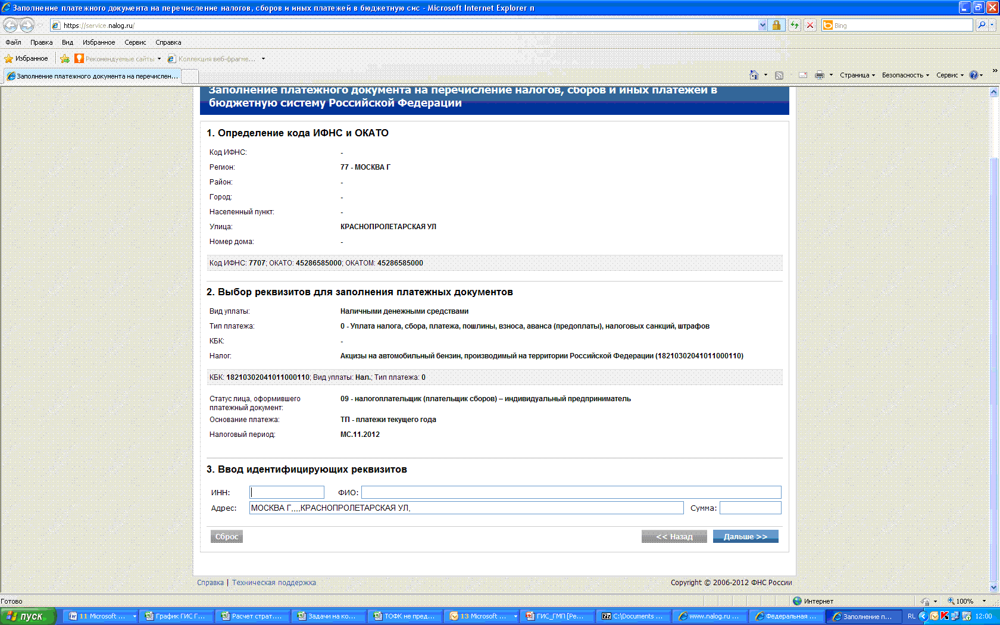 Заполнение платежного документа на перечисление налогов, сборов и иных платежей в бюджетную сис - Microsoft Internet Explorer п
https://service.nalog.ru/
Bing
Файл Правка Вид Избранное Сервис Справка
Избранное Рекомендуемые сайты Коллекция веб-фрагме...
Заполнение платежного документа на перечислен... Страница Безопасность Сервис »
Заполнение платежного документа на перечисление налогов, сборов и иных платежей в
бюджетную систему Российской Федерации
1. Определение кода ИФНС и ОКАТО
Код ИФНС: -
Регион: 77 - МОСКВА Г
Район: -
Город: -
Населенный пункт: -
Улица: КРАСНОПРОЛЕТАРСКАЯ УЛ
Номер дома: -
Код ИФНС: 7707; ОКАТО: 45286585000; ОКАТОМ: 45286585000
2. Выбор реквизитов для заполнения платежных документов
Вид уплаты: Наличными денежными средствами
Тип платежа: 0 - Уплата налога, сбора, платежа, пошлины, взноса, аванса (предоплаты), налоговых санкций, штрафов
КБК: -
Налог: Акцизы на автомобильный бензин, производимый на территории Российской Федерации (18210302041011000110)
КБК: 18210302041011000110; Вид уплаты: Нал.; Тип платежа: 0
Статус лица, оформившего 09 - налогоплательщик (плательщик сборов) – индивидуальный предприниматель
платежный документ:
Основание платежа: ТП - платежи текущего года
Налоговый период: МС.11.2012
3. Ввод идентифицирующих реквизитов
ИНН: ФИО:
Адрес: МОСКВА Г,,,,КРАСНОПРОЛЕТАРСКАЯ УЛ, Сумма:
Сброс << Назад Дальше >>
Справка | Техническая поддержка Copyright © 2006-2012 ФНС России
Готово Интернет 100%
пуск 11 Microsoft ... График ГИС Г... Расчет страт... Задачи на ко... ТОФК не пред... 13 Microsoft ... ГИС_ГМП [Ре... C:\Documents ... www.nalog.ru ... Федеральная ... Заполнение п... RL 12:00